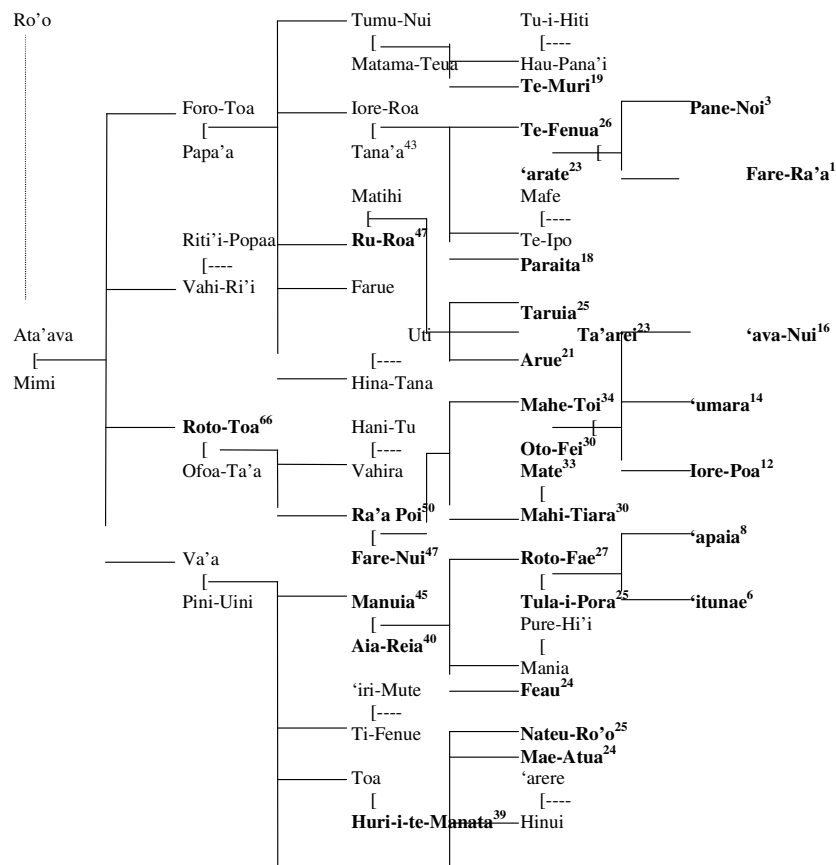 Ro’o Tumu-Nui Tu-i-Hiti
[ [----
Matama-Teua Hau-Pana’i
Te-Muri19
Foro-Toa Iore-Roa Pane-Noi3
[ [ Te-Fenua26
Papa’a Tana’a43 [
‘arate23 Fare-Ra’a1
Matihi Mafe
[ [----
Riti’i-Popaa Ru-Roa47 Te-Ipo
[---- Paraita18
Vahi-Ri’i Farue
Taruia25
Ata’ava Uti Ta’arei23 ‘ava-Nui16
[ [---- Arue21
Mimi Hina-Tana
Mahe-Toi34 ‘umara14
Roto-Toa66 Hani-Tu [
[ [---- Oto-Fei30
Ofoa-Ta’a Vahira Mate33 Iore-Poa12
[
Ra’a Poi50 Mahi-Tiara30
[ ‘apaia8
Va’a Fare-Nui47 Roto-Fae27
[ [
Pini-Uini Manuia45 Tula-i-Pora25 ‘itunae6
[ Pure-Hi’i
Aia-Reia40 [
Mania
‘iri-Mute Feau24
[----
Ti-Fenue Nateu-Ro’o25
Mae-Atua24
Toa ‘arere
[ [----
Huri-i-te-Manata39 Hinui